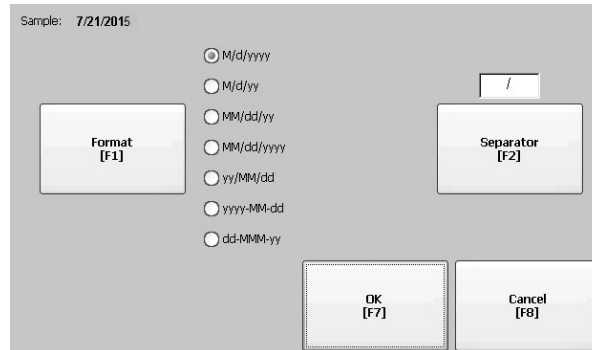 Sample: 7/21/2015
M/d/yyyy
M/d/yy
MM/dd/yy
MM/dd/yyyy
yy/MM/dd
yyyy-MM-dd
dd-MMM-yy
Format
[F1]
/
Separator
[F2]
OK
[F7]
Cancel
[F8]